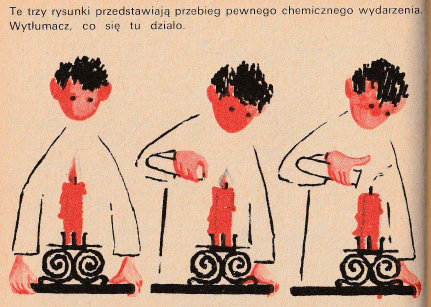 Te trzy rysunki przedstawiają przebieg pewnego chemicznego wydarzenia.
Wytłumacz, co się tu działo.